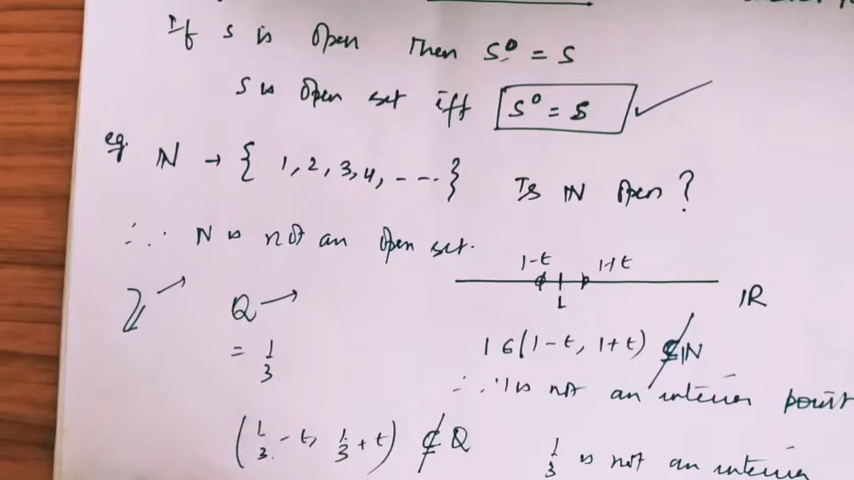 If S is open Then S⁰ = S
S is open set iff S⁰ = S
eg. ℕ → { 1, 2, 3, 4, - - -- } Is ℕ open ?
∴ N is not an open set.
1-ε 1+ε
1
ℝ
ℤ → Q →
= 1/3
1 ∈ (1-ε, 1+ε) ⊄ ℕ
∴ 1 is not an interior point
(1/3 - ε, 1/3 + ε) ⊄ Q
1/3 is not an interior